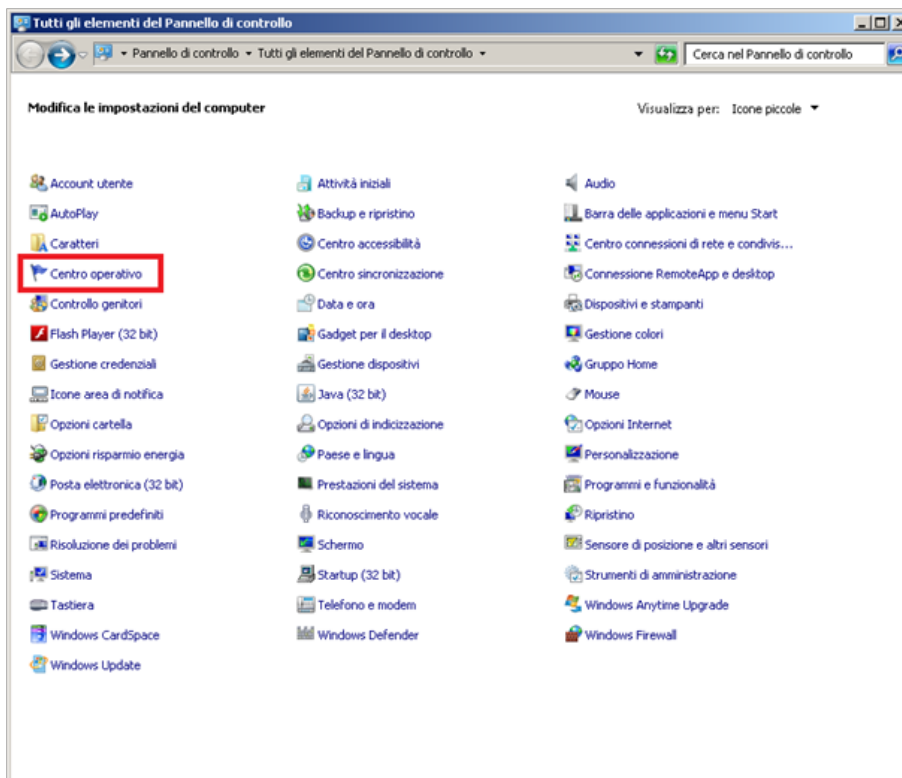 Tutti gli elementi del Pannello di controllo
Pannello di controllo Tutti gli elementi del Pannello di controllo Cerca nel Pannello di controllo
Modifica le impostazioni del computer Visualizza per: Icone piccole
Account utente Attività iniziali Audio
AutoPlay Backup e ripristino Barra delle applicazioni e menu Start
Caratteri Centro accessibilità Centro connessioni di rete e condivis...
Centro operativo Centro sincronizzazione Connessione RemoteApp e desktop
Controllo genitori Data e ora Dispositivi e stampanti
Flash Player (32 bit) Gadget per il desktop Gestione colori
Gestione credenziali Gestione dispositivi Gruppo Home
Icone area di notifica Java (32 bit) Mouse
Opzioni cartella Opzioni di indicizzazione Opzioni Internet
Opzioni risparmio energia Paese e lingua Personalizzazione
Posta elettronica (32 bit) Prestazioni del sistema Programmi e funzionalità
Programmi predefiniti Riconoscimento vocale Ripristino
Risoluzione dei problemi Schermo Sensore di posizione e altri sensori
Sistema Startup (32 bit) Strumenti di amministrazione
Tastiera Telefono e modem Windows Anytime Upgrade
Windows CardSpace Windows Defender Windows Firewall
Windows Update